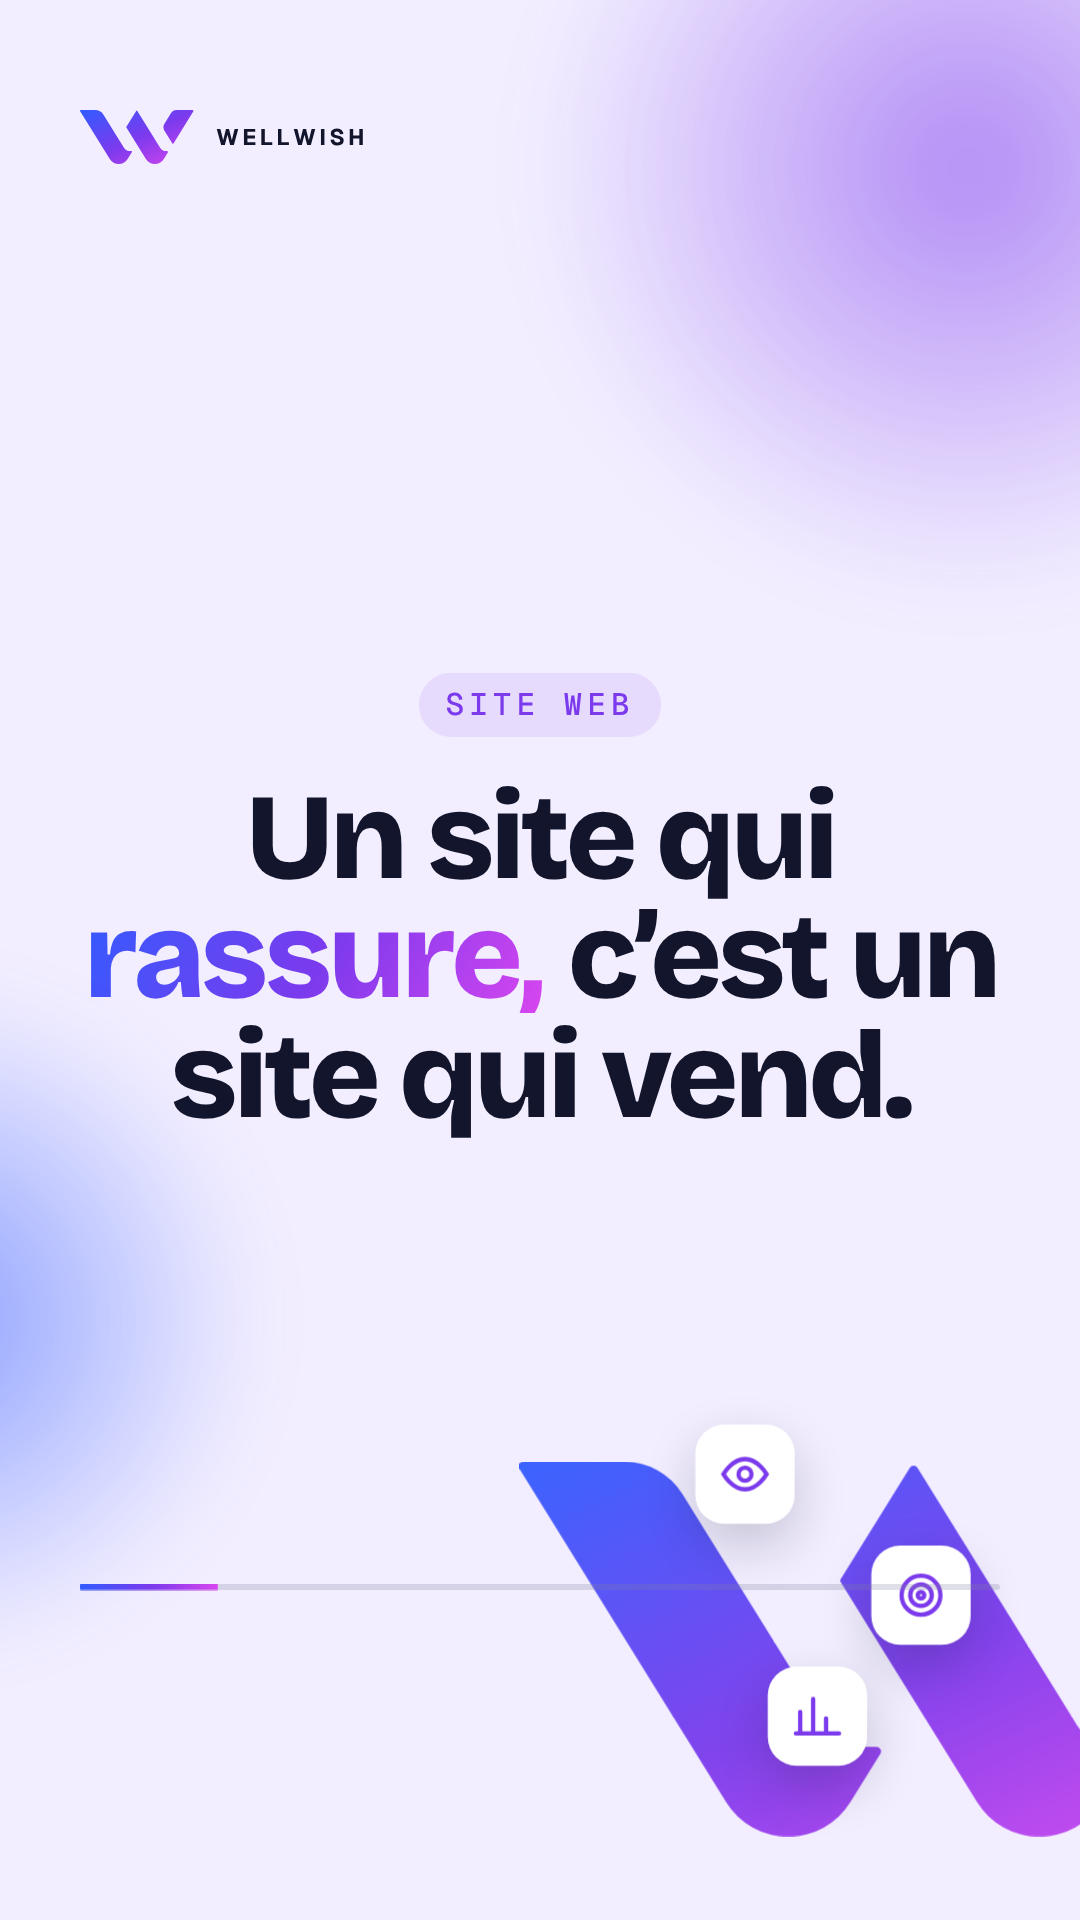 WELLWISH
SITE WEB
Un site qui
rassure, c’est un
site qui vend.